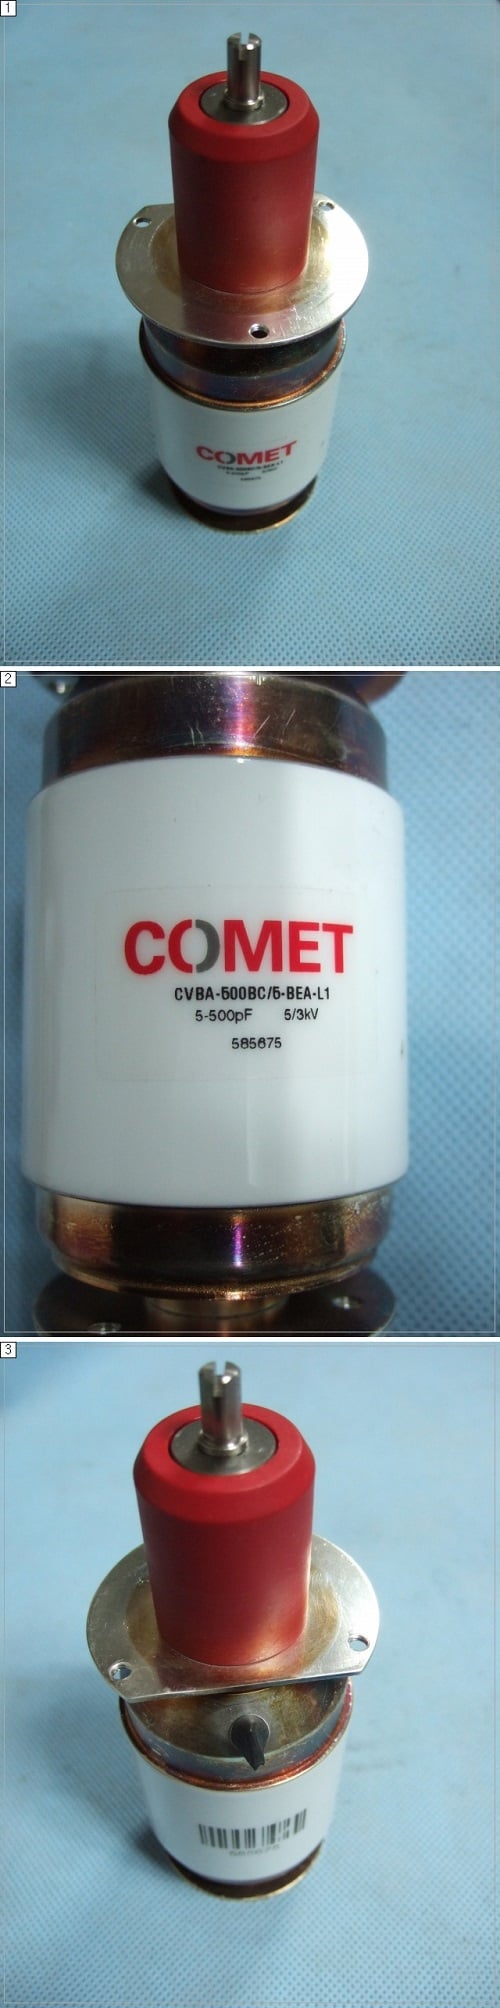 1
COMET
2
COMET
CVBA-500BC/5-BEA-L1
5-500pF 5/3kV
585675
3